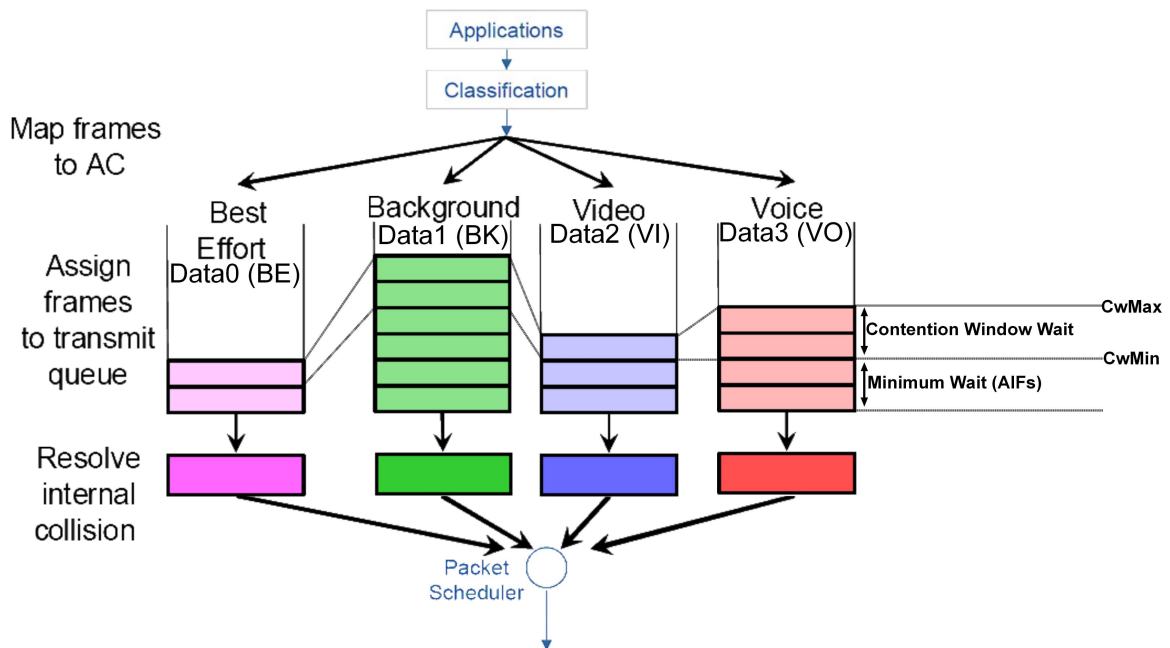 Applications
Classification
Map frames
to AC
Best
Effort
Data0 (BE)
Background
Data1 (BK)
Video
Data2 (VI)
Voice
Data3 (VO)
Assign
frames
to transmit
queue
CwMax
Contention Window Wait
CwMin
Minimum Wait (AIFs)
Resolve
internal
collision
Packet
Scheduler